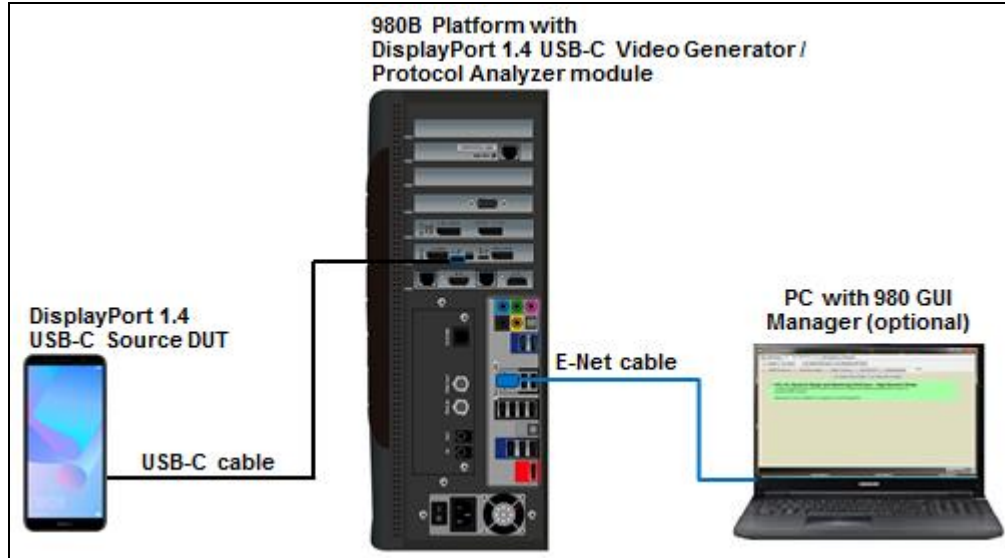 980B Platform with
DisplayPort 1.4 USB-C Video Generator /
Protocol Analyzer module
DisplayPort 1.4
USB-C Source DUT
USB-C cable
E-Net cable
PC with 980 GUI
Manager (optional)